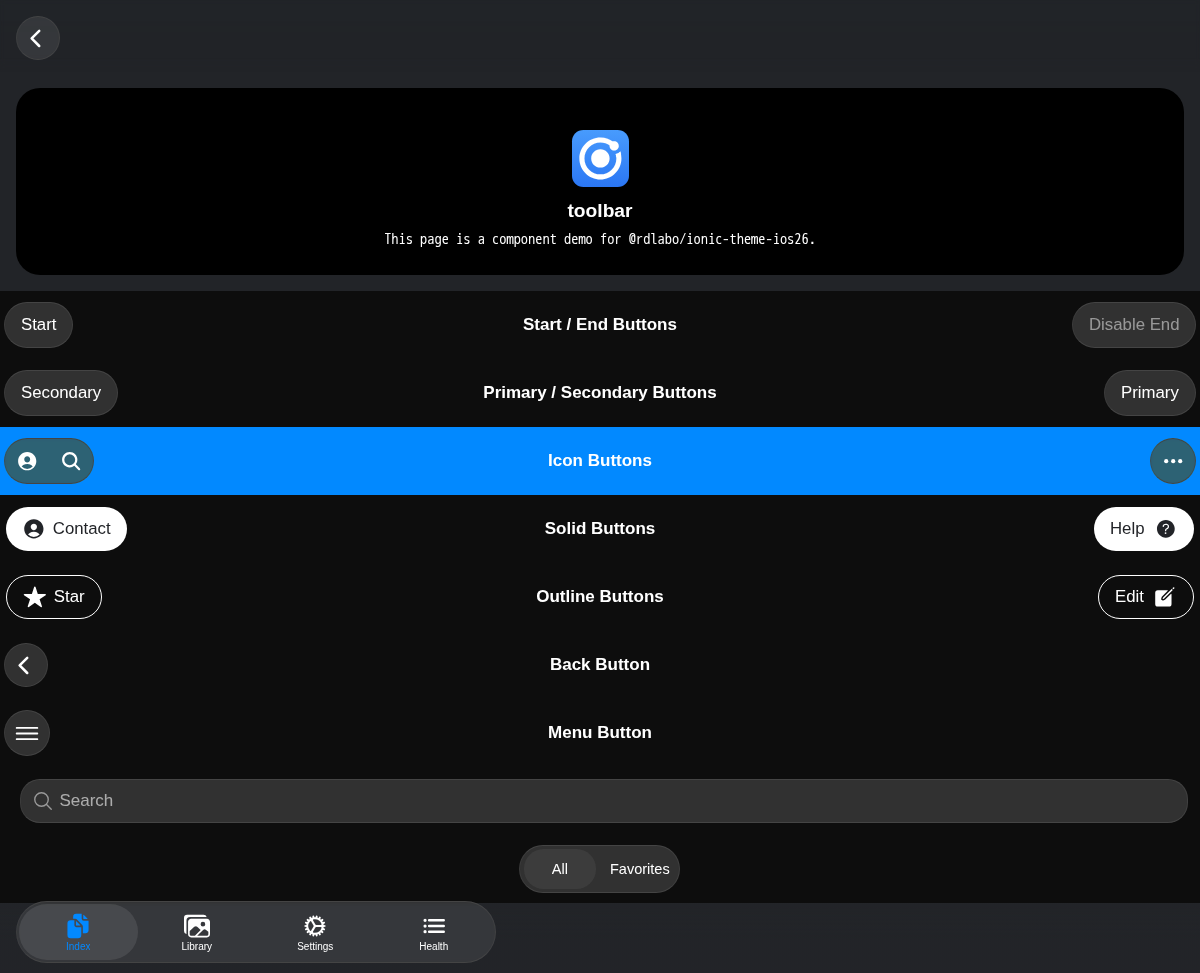 toolbar
This page is a component demo for @rdlabo/ionic-theme-ios26.
Start
Start / End Buttons
Disable End
Secondary
Primary / Secondary Buttons
Primary
Icon Buttons
Contact
Solid Buttons
Help
Star
Outline Buttons
Edit
Back Button
Menu Button
Search
All
Favorites
Index
Library
Settings
Health